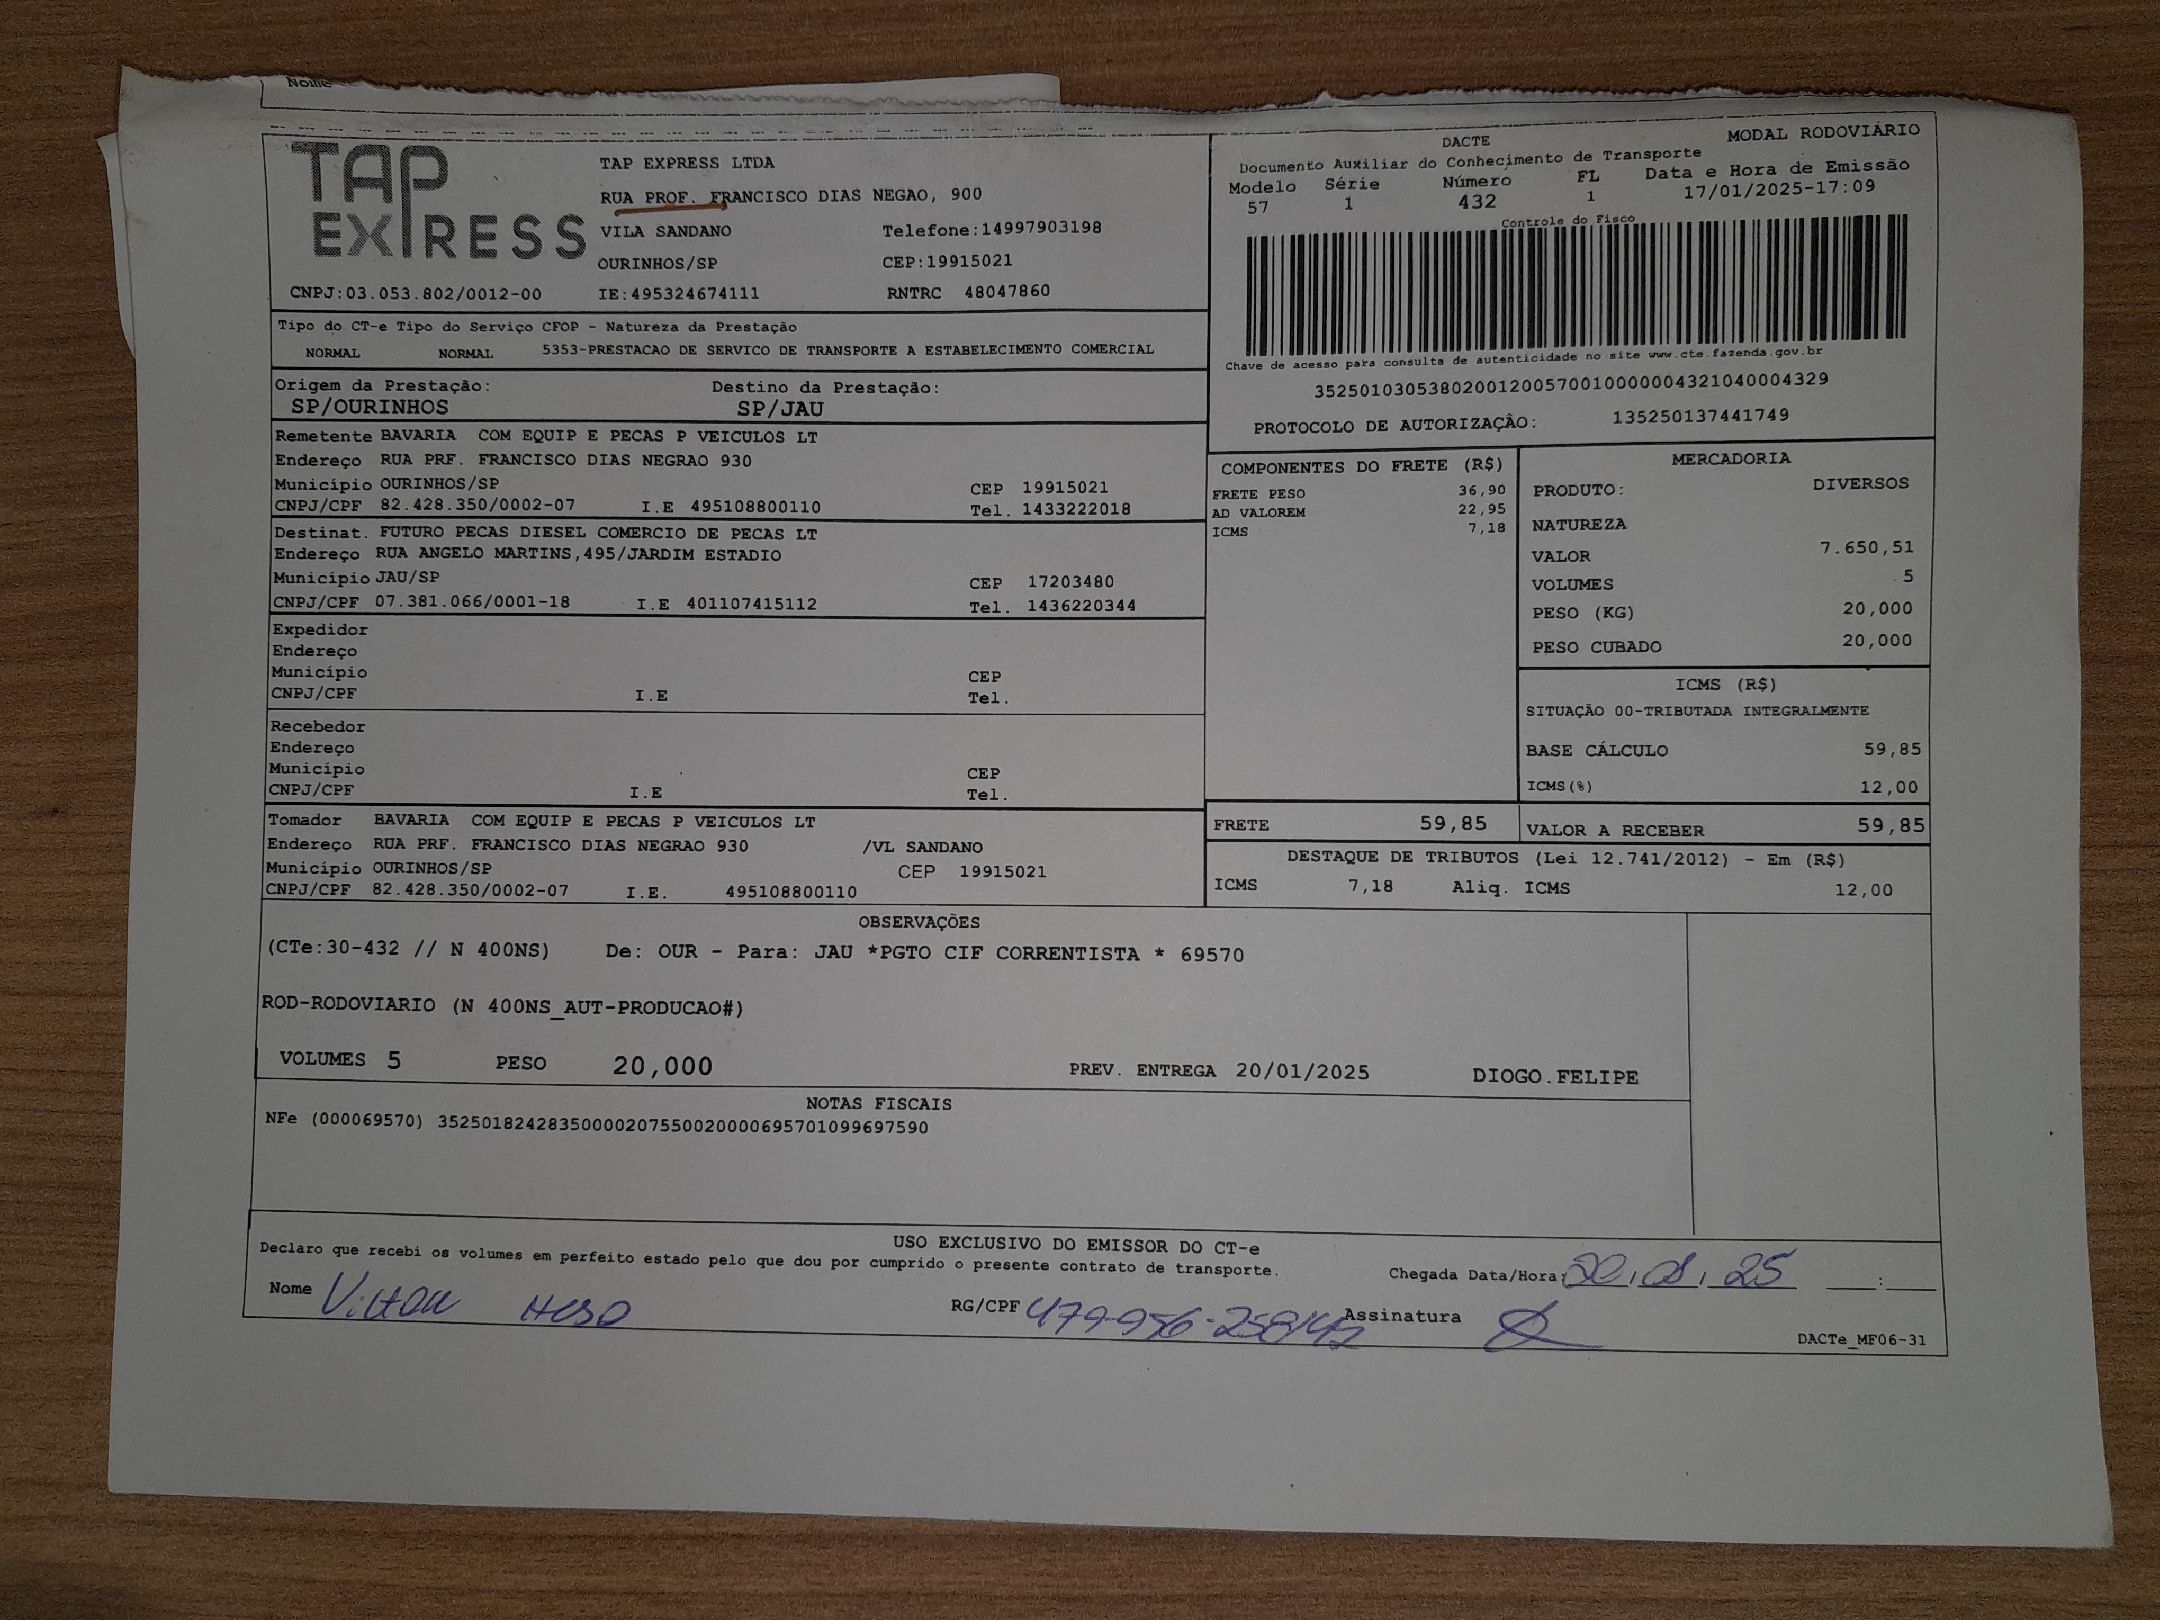 Nome
TAP EXPRESS
TAP EXPRESS LTDA
RUA PROF. FRANCISCO DIAS NEGAO, 900
VILA SANDANO Telefone:14997903198
OURINHOS/SP CEP:19915021
CNPJ:03.053.802/0012-00 IE:495324674111 RNTRC 48047860
DACTE MODAL RODOVIÁRIO
Documento Auxiliar do Conhecimento de Transporte
Modelo Série Número FL Data e Hora de Emissão
57 1 432 1 17/01/2025-17:09
Controle do Fisco
Chave de acesso para consulta de autenticidade no site www.cte.fazenda.gov.br
35250103053802001200570010000004321040004329
PROTOCOLO DE AUTORIZAÇÂO: 135250137441749
Tipo do CT-e Tipo do Serviço CFOP - Natureza da Prestação
NORMAL NORMAL 5353-PRESTACAO DE SERVICO DE TRANSPORTE A ESTABELECIMENTO COMERCIAL
Origem da Prestação: Destino da Prestação:
SP/OURINHOS SP/JAU
Remetente BAVARIA COM EQUIP E PECAS P VEICULOS LT
Endereço RUA PRF. FRANCISCO DIAS NEGRAO 930
Município OURINHOS/SP CEP 19915021
CNPJ/CPF 82.428.350/0002-07 I.E 495108800110 Tel. 1433222018
Destinat. FUTURO PECAS DIESEL COMERCIO DE PECAS LT
Endereço RUA ANGELO MARTINS,495/JARDIM ESTADIO
Município JAU/SP CEP 17203480
CNPJ/CPF 07.381.066/0001-18 I.E 401107415112 Tel. 1436220344
Expedidor
Endereço
Município CEP
CNPJ/CPF I.E Tel.
Recebedor
Endereço
Município CEP
CNPJ/CPF I.E Tel.
Tomador BAVARIA COM EQUIP E PECAS P VEICULOS LT
Endereço RUA PRF. FRANCISCO DIAS NEGRAO 930 /VL SANDANO
Município OURINHOS/SP CEP 19915021
CNPJ/CPF 82.428.350/0002-07 I.E. 495108800110
COMPONENTES DO FRETE (R$)
FRETE PESO 36,90
AD VALOREM 22,95
ICMS 7,18
MERCADORIA
PRODUTO: DIVERSOS
NATUREZA
VALOR 7.650,51
VOLUMES 5
PESO (KG) 20,000
PESO CUBADO 20,000
ICMS (R$)
SITUAÇÃO 00-TRIBUTADA INTEGRALMENTE
BASE CÁLCULO 59,85
ICMS(%) 12,00
FRETE 59,85 VALOR A RECEBER 59,85
DESTAQUE DE TRIBUTOS (Lei 12.741/2012) - Em (R$)
ICMS 7,18 Aliq. ICMS 12,00
OBSERVAÇÕES
(CTe:30-432 // N 400NS) De: OUR - Para: JAU *PGTO CIF CORRENTISTA * 69570
ROD-RODOVIARIO (N 400NS_AUT-PRODUCAO#)
VOLUMES 5 PESO 20,000 PREV. ENTREGA 20/01/2025 DIOGO.FELIPE
NOTAS FISCAIS
NFe (000069570) 35250182428350000207550020000695701099697590
USO EXCLUSIVO DO EMISSOR DO CT-e
Declaro que recebi os volumes em perfeito estado pelo que dou por cumprido o presente contrato de transporte.
Chegada Data/Hora 20, 01, 25 :
Nome RG/CPF Assinatura
DACTe_MF06-31